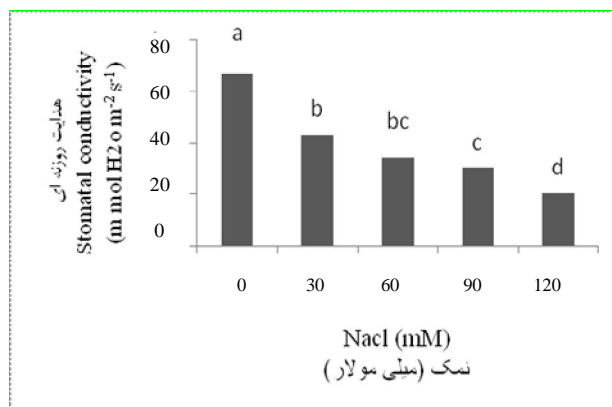 هدایت روزنه ای
Stomatal conductivity
(m mol H2 o m⁻² s⁻¹)
80
60
40
20
0
a
b
bc
c
d
0 30 60 90 120
Nacl (mM)
نمک (میلی مولار )